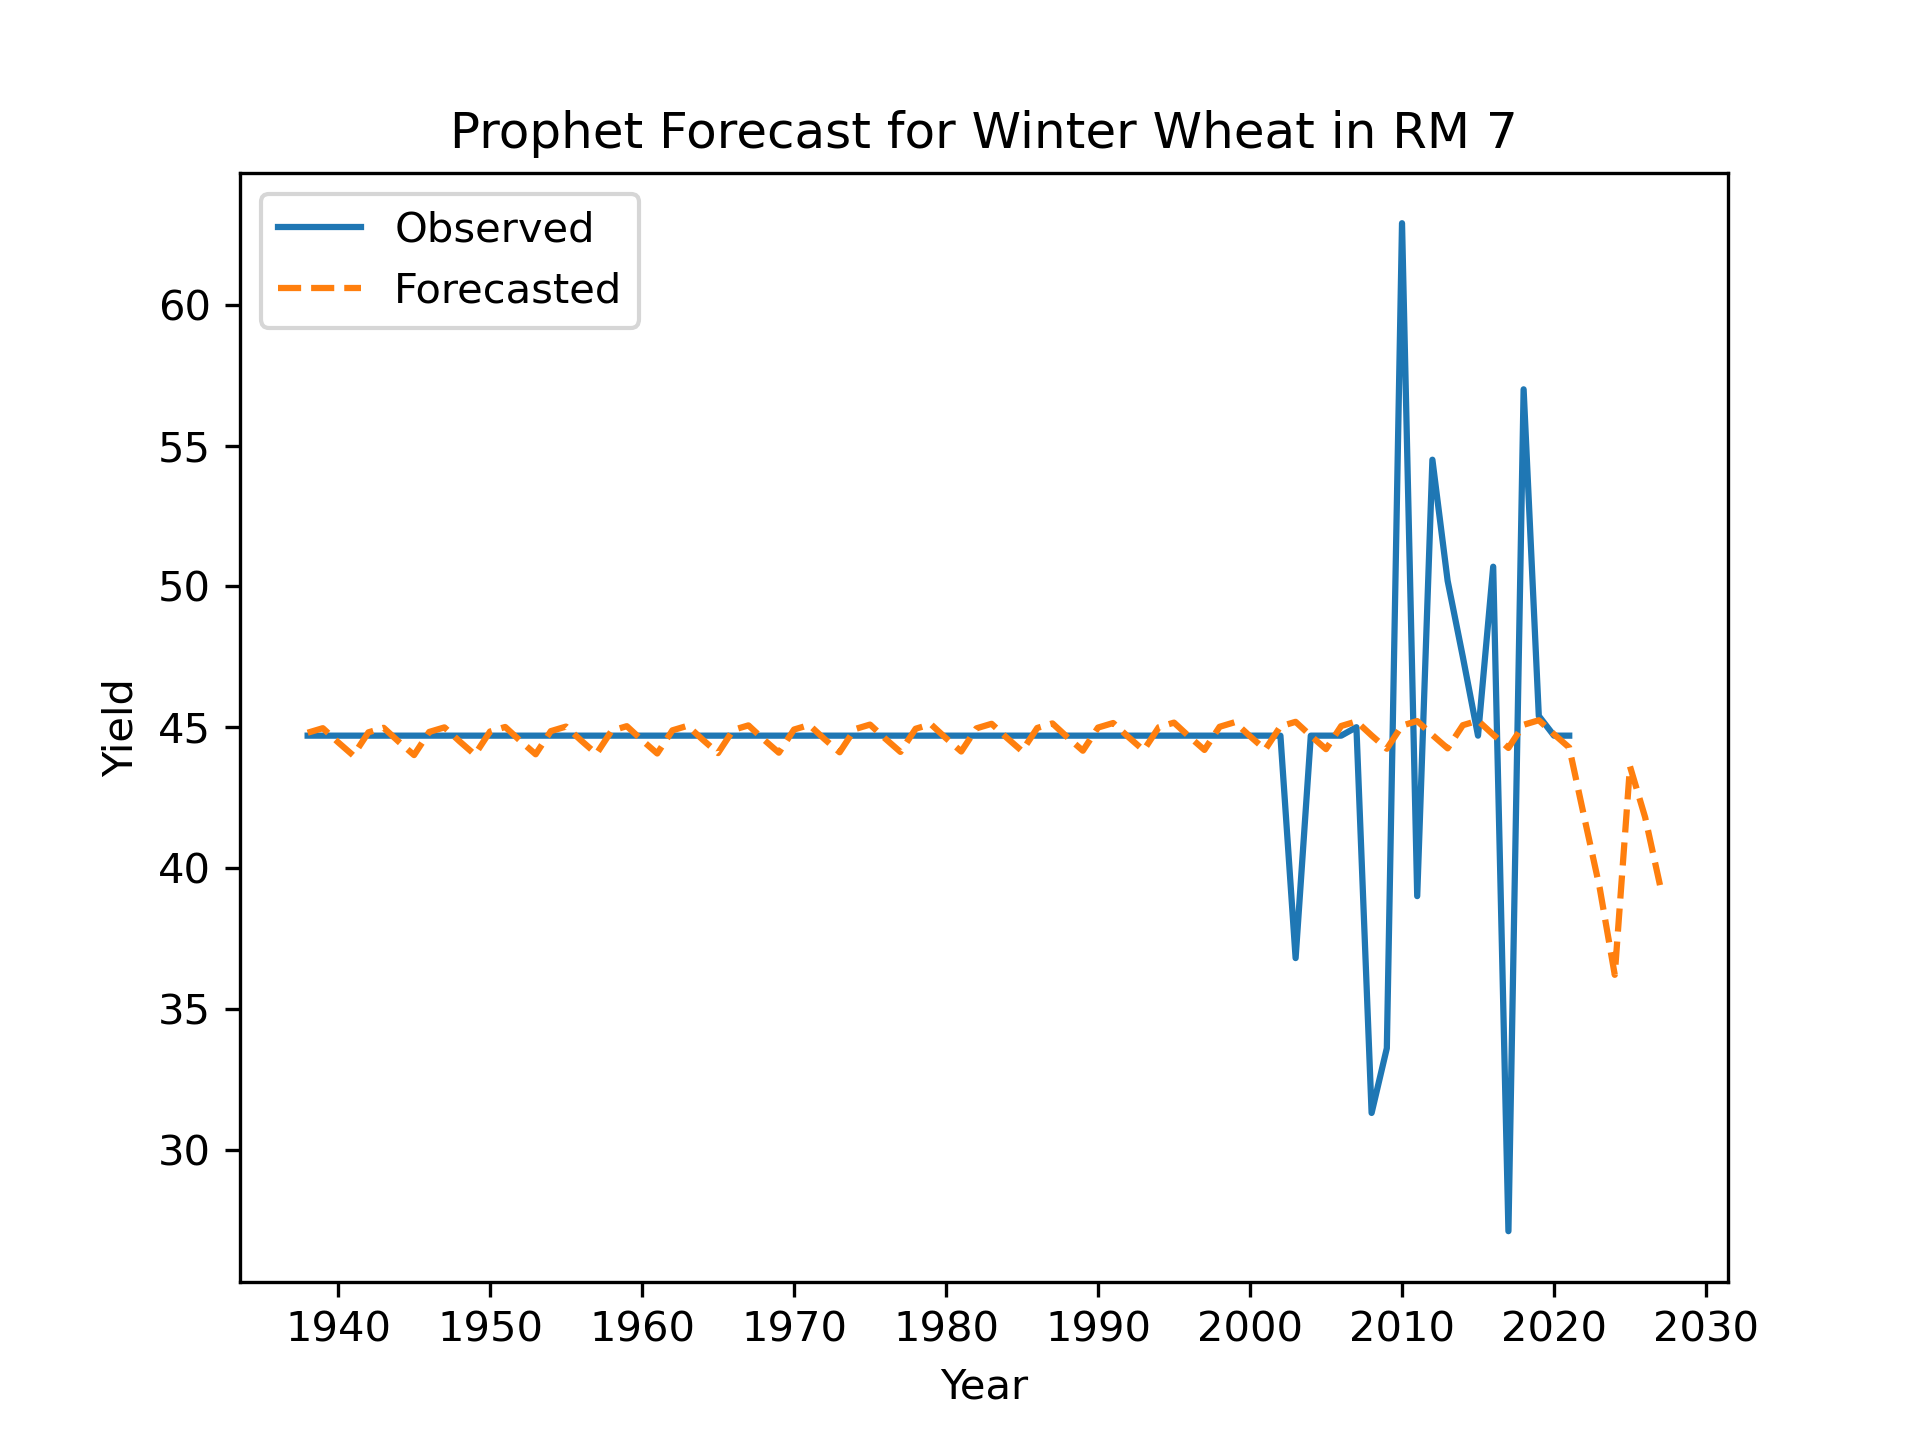 Prophet Forecast for Winter Wheat in RM 7
Observed
Forecasted
60
55
50
45
40
35
30
Yield
1940 1950 1960 1970 1980 1990 2000 2010 2020 2030
Year